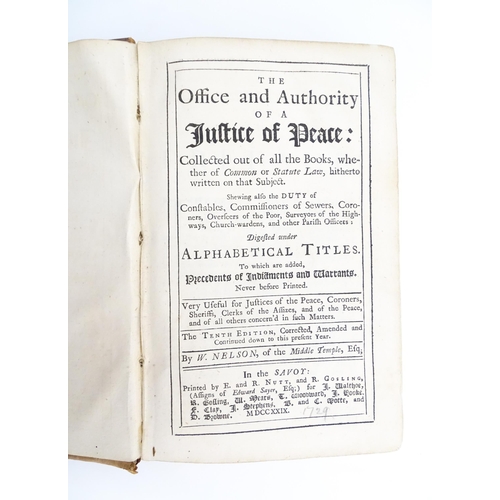 THE
Office and Authority
OF A
Justice of Peace:
Collected out of all the Books, whe-
ther of Common or Statute Law, hitherto
written on that Subject.
Shewing also the DUTY of
Constables, Commissioners of Sewers, Coro-
ners, Overseers of the Poor, Surveyors of the High-
ways, Church-wardens, and other Parish Officers:
Digested under
ALPHABETICAL TITLES.
To which are added,
Precedents of Indictments and Warrants.
Never before Printed.
Very Useful for Justices of the Peace, Coroners,
Sheriffs, Clerks of the Assizes, and of the Peace,
and of all others concern'd in such Matters.
The TENTH EDITION, Corrected, Amended and
Continued down to this present Year.
By W. NELSON, of the Middle Temple, Esq;
In the SAVOY:
Printed by E. and R. NUTT, and R. GOSLING,
(Assigns of Edward Sayer, Esq;) for J. Walthoe,
R. Gosling, W. Mears, T. Woodward, J. Hooke,
F. Clay, J. Stephens, B. and C. Motte, and
D. Browne. MDCCXXIX. 1729